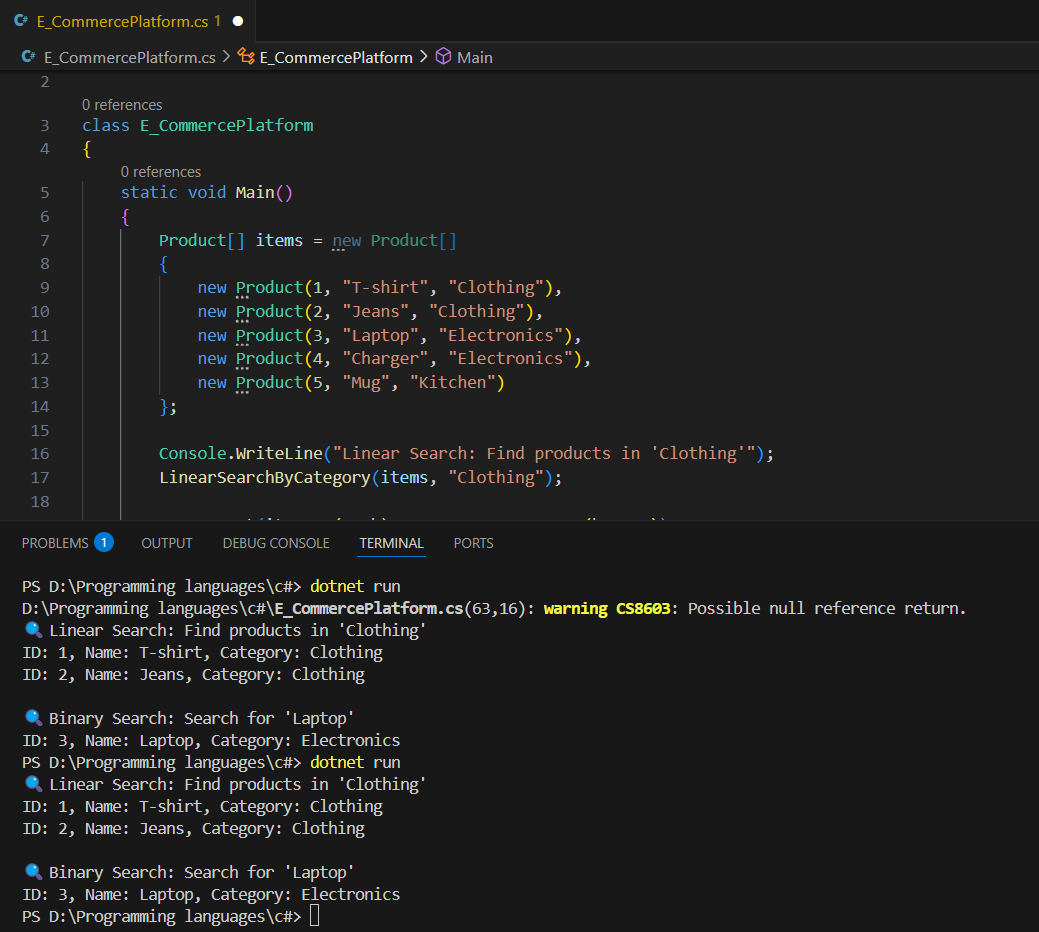 C# E_CommercePlatform.cs 1
C# E_CommercePlatform.cs > E_CommercePlatform > Main
2
0 references
3 class E_CommercePlatform
4 {
0 references
5 static void Main()
6 {
7 Product[] items = new Product[]
8 {
9 new Product(1, "T-shirt", "Clothing"),
10 new Product(2, "Jeans", "Clothing"),
11 new Product(3, "Laptop", "Electronics"),
12 new Product(4, "Charger", "Electronics"),
13 new Product(5, "Mug", "Kitchen")
14 };
15
16 Console.WriteLine("Linear Search: Find products in 'Clothing'");
17 LinearSearchByCategory(items, "Clothing");
18
PROBLEMS 1 OUTPUT DEBUG CONSOLE TERMINAL PORTS
PS D:\Programming languages\c#> dotnet run
D:\Programming languages\c#\E_CommercePlatform.cs(63,16): warning CS8603: Possible null reference return.
🔍 Linear Search: Find products in 'Clothing'
ID: 1, Name: T-shirt, Category: Clothing
ID: 2, Name: Jeans, Category: Clothing
🔍 Binary Search: Search for 'Laptop'
ID: 3, Name: Laptop, Category: Electronics
PS D:\Programming languages\c#> dotnet run
🔍 Linear Search: Find products in 'Clothing'
ID: 1, Name: T-shirt, Category: Clothing
ID: 2, Name: Jeans, Category: Clothing
🔍 Binary Search: Search for 'Laptop'
ID: 3, Name: Laptop, Category: Electronics
PS D:\Programming languages\c#>